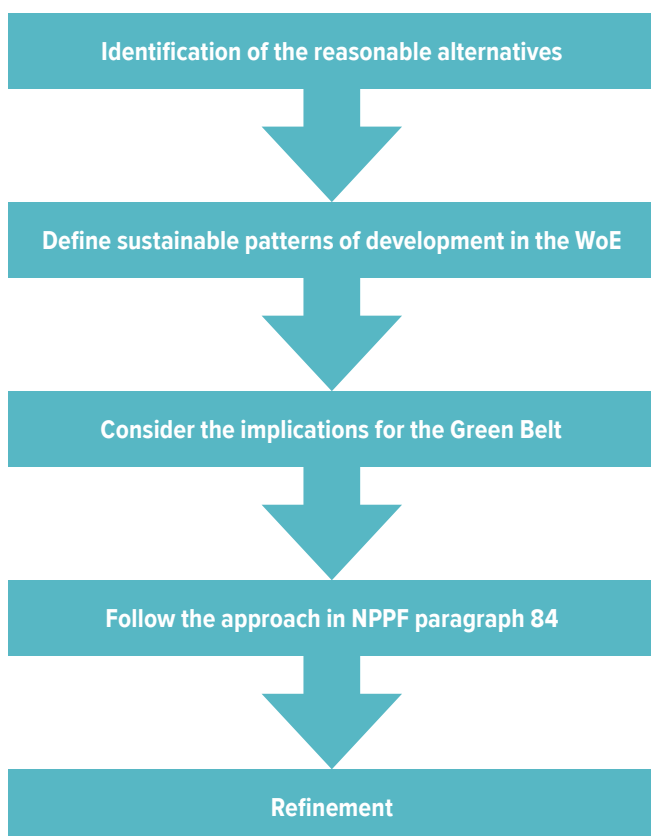 Identification of the reasonable alternatives
Define sustainable patterns of development in the WoE
Consider the implications for the Green Belt
Follow the approach in NPPF paragraph 84
Refinement